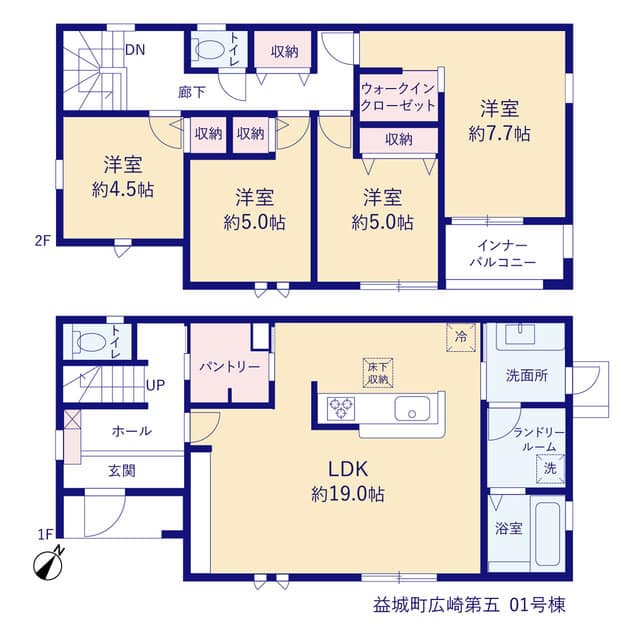 DN
トイレ
収納
廊下
ウォークイン
クローゼット
洋室
約7.7帖
収納
収納
収納
洋室
約4.5帖
洋室
約5.0帖
洋室
約5.0帖
インナー
バルコニー
2F
トイレ
UP
パントリー
冷
床下
収納
洗面所
ホール
玄関
ランドリー
ルーム
洗
LDK
約19.0帖
浴室
1F
N
益城町広崎第五 01号棟